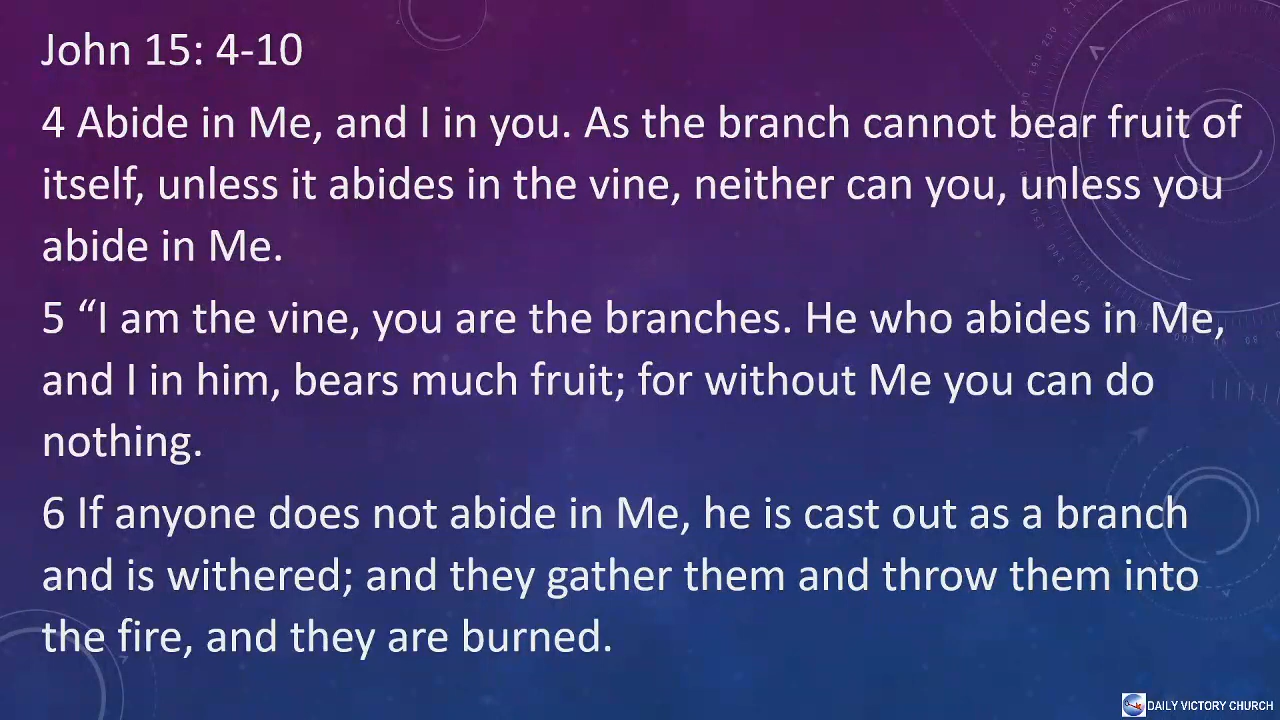 John 15: 4-10
4 Abide in Me, and I in you. As the branch cannot bear fruit of
itself, unless it abides in the vine, neither can you, unless you
abide in Me.
5 “I am the vine, you are the branches. He who abides in Me,
and I in him, bears much fruit; for without Me you can do
nothing.
6 If anyone does not abide in Me, he is cast out as a branch
and is withered; and they gather them and throw them into
the fire, and they are burned.
DAILY VICTORY CHURCH